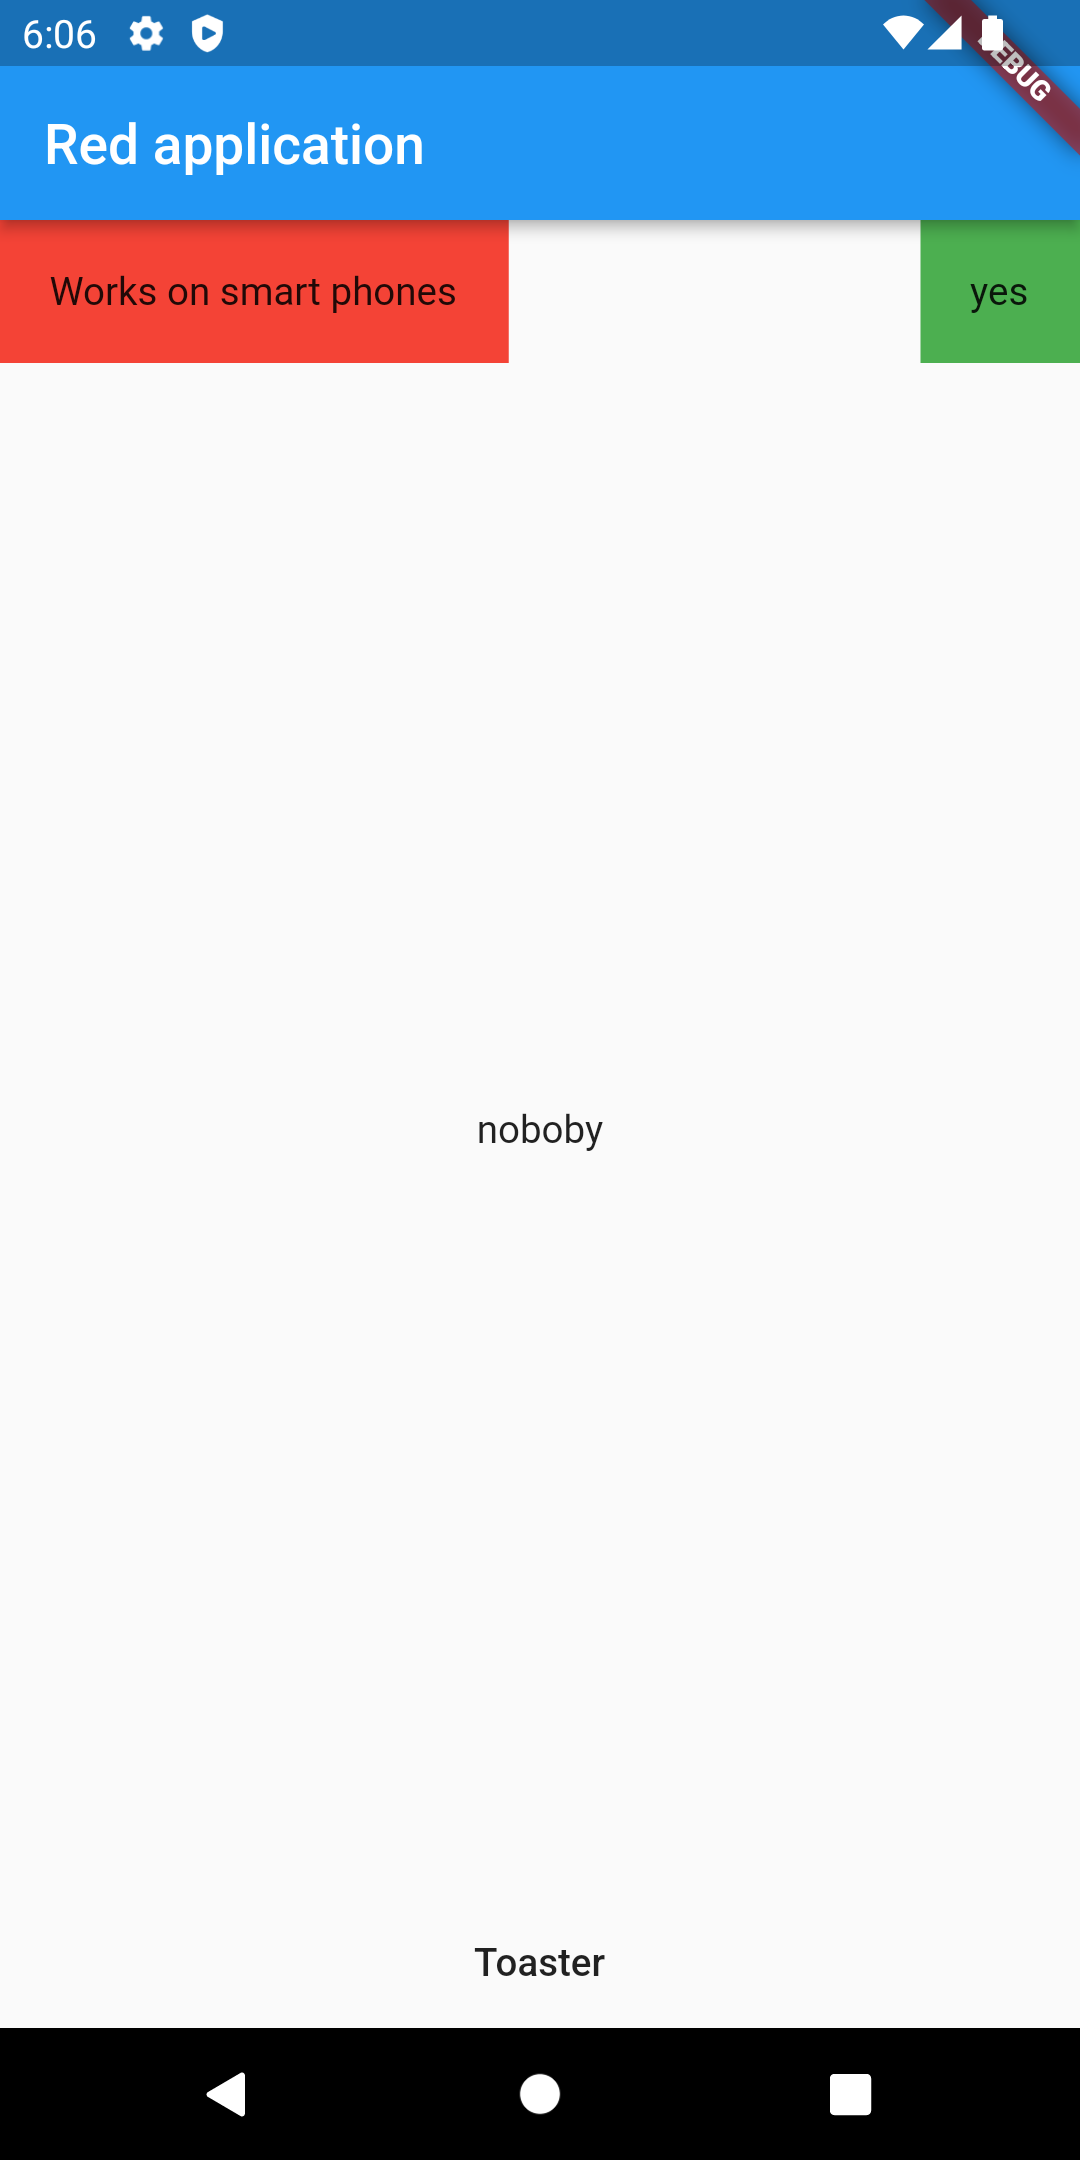 6:06
DEBUG
Red application
Works on smart phones
yes
noboby
Toaster